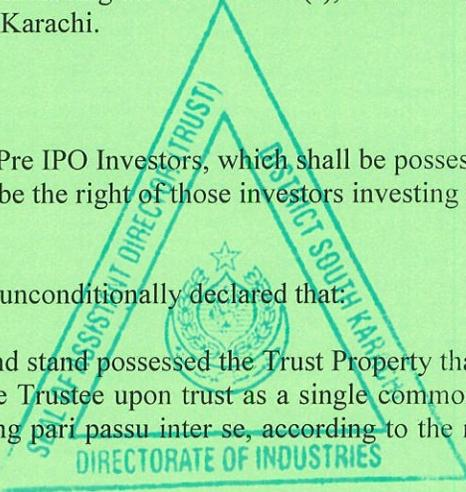 Karachi.
Pre IPO Investors, which shall be posses
be the right of those investors investing
unconditionally declared that:
nd stand possessed the Trust Property tha
e Trustee upon trust as a single commo
ng pari passu inter se, according to the
SEAL OF ASSISTANT DIRECTOR (TRUST)
DISTRICT SOUTH KARACHI
DIRECTORATE OF INDUSTRIES